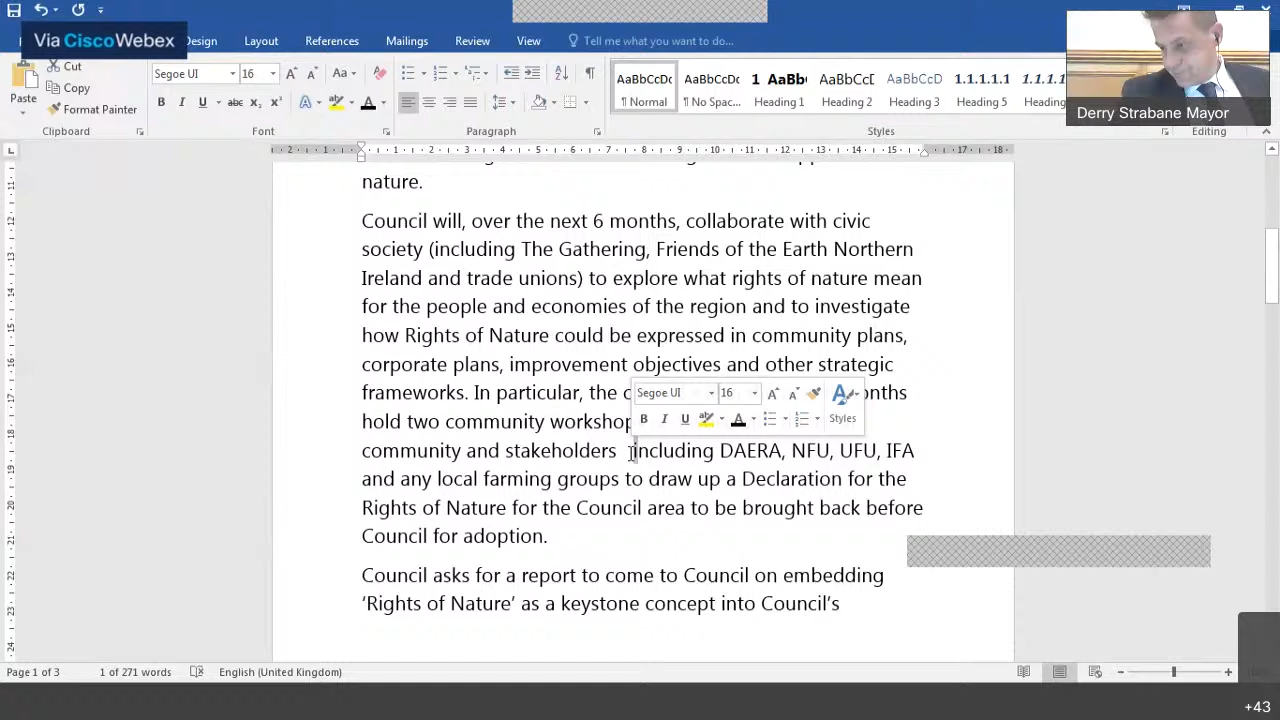 Via Cisco Webex
Design Layout References Mailings Review View Tell me what you want to do...
Derry Strabane Mayor
Paste
Cut
Copy
Format Painter
Clipboard
Segoe UI 16
Font
Paragraph
AaBbCcDc AaBbCcDc 1 AaBb AaBbCcD AaBbCcD 1.1.1.1.1 1.1.1.1.
¶ Normal ¶ No Spac... Heading 1 Heading 2 Heading 3 Heading 5 Heading
Styles
Editing
nature.
Council will, over the next 6 months, collaborate with civic
society (including The Gathering, Friends of the Earth Northern
Ireland and trade unions) to explore what rights of nature mean
for the people and economies of the region and to investigate
how Rights of Nature could be expressed in community plans,
corporate plans, improvement objectives and other strategic
frameworks. In particular, the
hold two community workshop
community and stakeholders including DAERA, NFU, UFU, IFA
and any local farming groups to draw up a Declaration for the
Rights of Nature for the Council area to be brought back before
Council for adoption.
Segoe UI 16
Styles
Council asks for a report to come to Council on embedding
‘Rights of Nature’ as a keystone concept into Council’s
Page 1 of 3 1 of 271 words English (United Kingdom)
+43